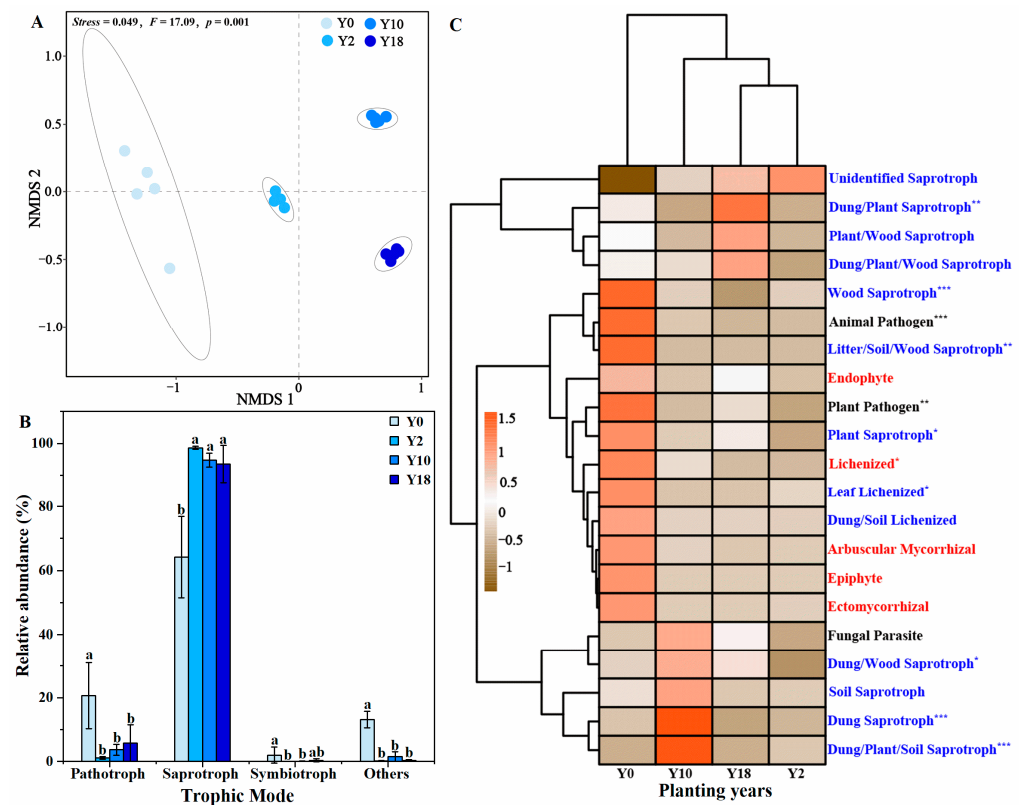 A
Stress = 0.049, F = 17.09, p = 0.001
Y0
Y10
Y2
Y18
1.0
0.5
0.0
−0.5
−1.0
NMDS 2
−1
0
1
NMDS 1
B
Y0
Y2
Y10
Y18
100
80
60
40
20
0
Relative abundance (%)
a
b
b
b
b
a
a
a
a
b
b
ab
a
b
b
b
Pathotroph
Saprotroph
Symbiotroph
Others
Trophic Mode
C
Unidentified Saprotroph
Dung/Plant Saprotroph**
Plant/Wood Saprotroph
Dung/Plant/Wood Saprotroph
Wood Saprotroph***
Animal Pathogen***
Litter/Soil/Wood Saprotroph**
Endophyte
Plant Pathogen**
Plant Saprotroph*
Lichenized*
Leaf Lichenized*
Dung/Soil Lichenized
Arbuscular Mycorrhizal
Epiphyte
Ectomycorrhizal
Fungal Parasite
Dung/Wood Saprotroph*
Soil Saprotroph
Dung Saprotroph***
Dung/Plant/Soil Saprotroph***
1.5
1
0.5
0
−0.5
−1
Y0
Y10
Y18
Y2
Planting years